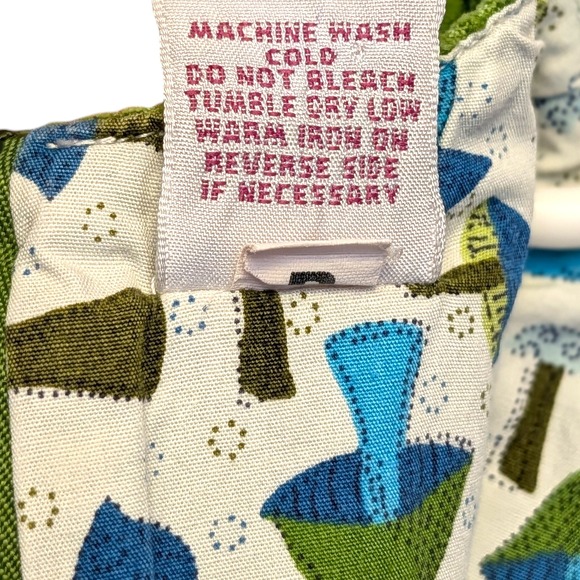 MACHINE WASH
COLD
DO NOT BLEACH
TUMBLE DRY LOW
WARM IRON ON
REVERSE SIDE
IF NECESSARY